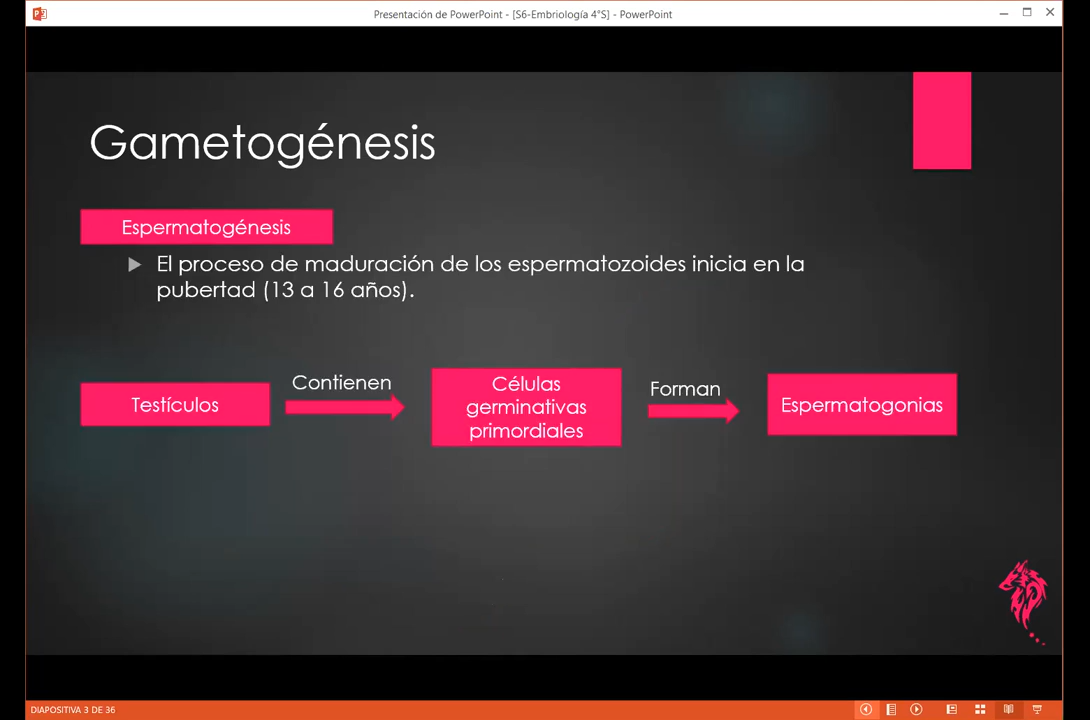 Presentación de PowerPoint - [S6-Embriología 4°S] - PowerPoint
Gametogénesis
Espermatogénesis
El proceso de maduración de los espermatozoides inicia en la
pubertad (13 a 16 años).
Testículos
Contienen
Células
germinativas
primordiales
Forman
Espermatogonias
DIAPOSITIVA 3 DE 36